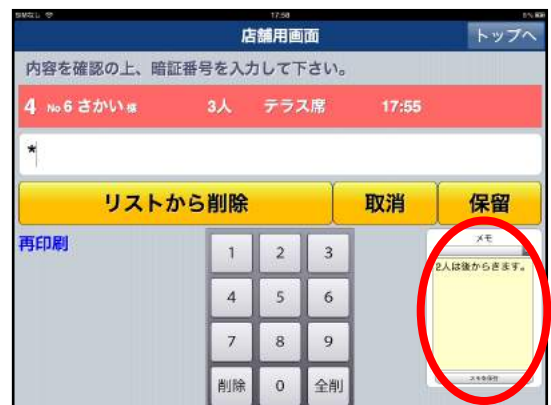 17:58
店舗用画面
トップへ
内容を確認の上、暗証番号を入力して下さい。
4 No 6 さかい 様 3人 テラス席 17:55
*
リストから削除 取消 保留
再印刷
メモ
2人は後からきます。
1 2 3
4 5 6
7 8 9
削除 0 全削